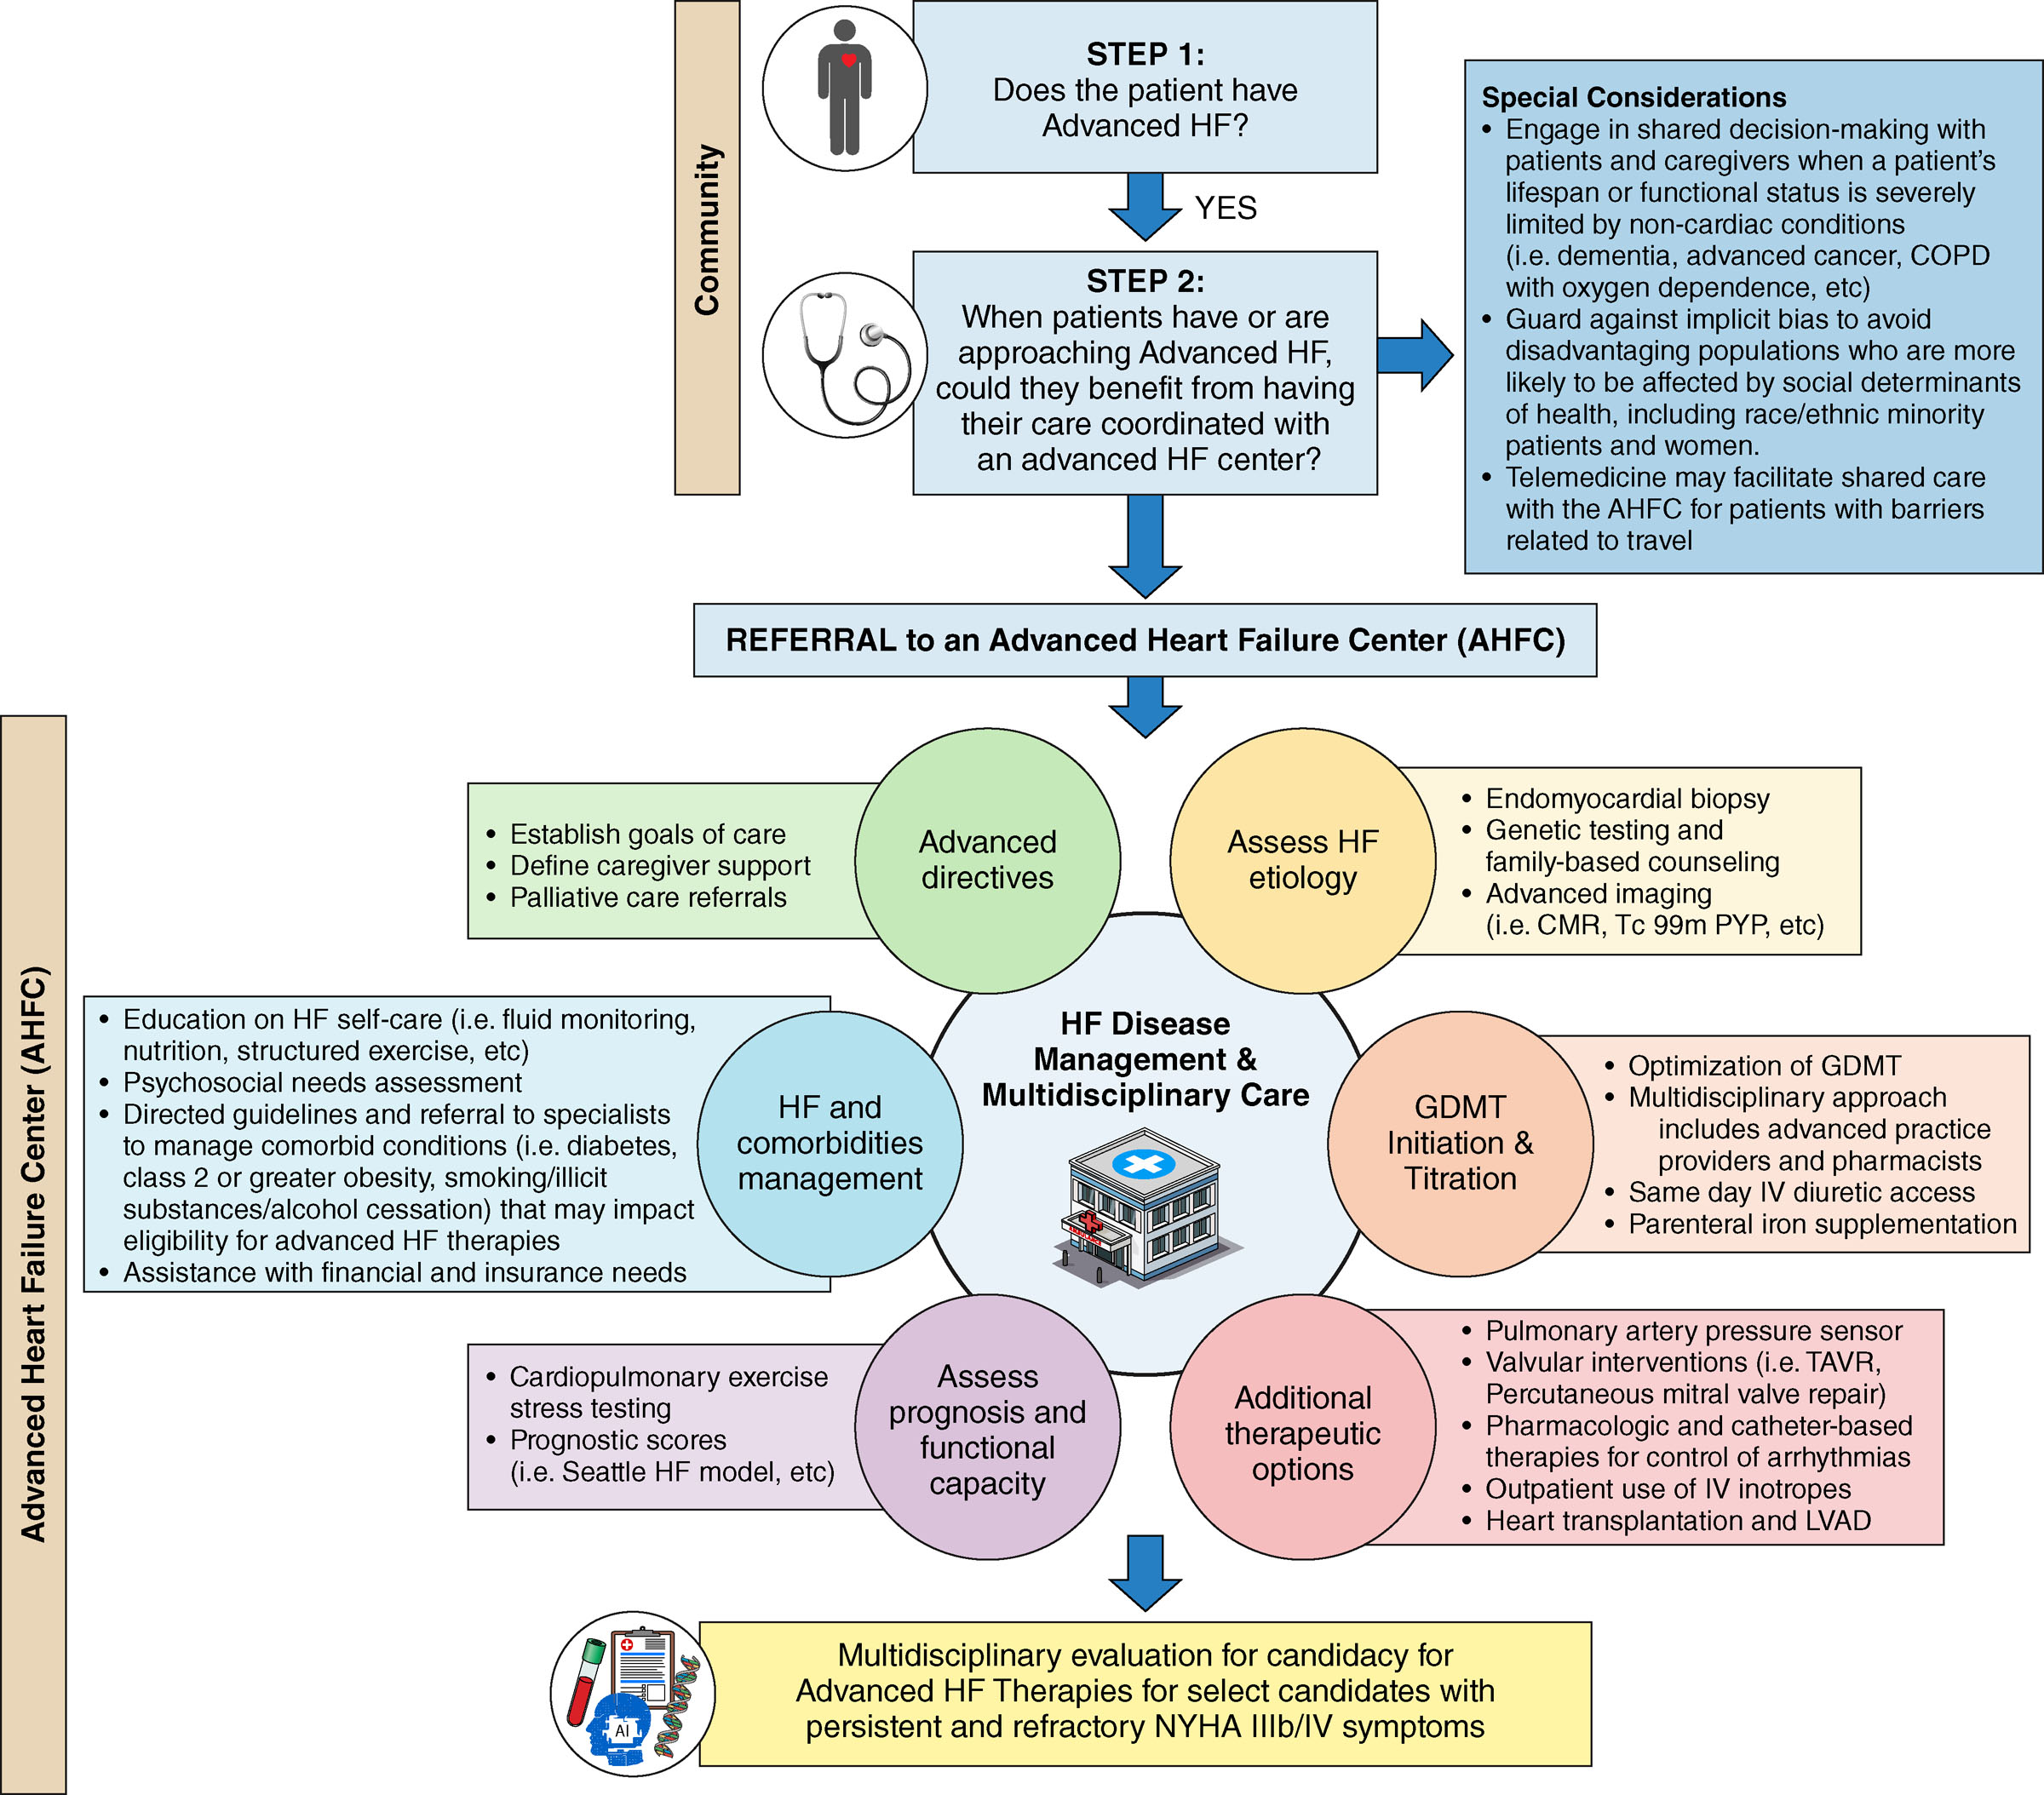 Community
STEP 1:
Does the patient have
Advanced HF?
YES
STEP 2:
When patients have or are
approaching Advanced HF,
could they benefit from having
their care coordinated with
an advanced HF center?
Special Considerations
• Engage in shared decision-making with
patients and caregivers when a patient's
lifespan or functional status is severely
limited by non-cardiac conditions
(i.e. dementia, advanced cancer, COPD
with oxygen dependence, etc)
• Guard against implicit bias to avoid
disadvantaging populations who are more
likely to be affected by social determinants
of health, including race/ethnic minority
patients and women.
• Telemedicine may facilitate shared care
with the AHFC for patients with barriers
related to travel
REFERRAL to an Advanced Heart Failure Center (AHFC)
Advanced Heart Failure Center (AHFC)
• Establish goals of care
• Define caregiver support
• Palliative care referrals
Advanced
directives
Assess HF
etiology
• Endomyocardial biopsy
• Genetic testing and
family-based counseling
• Advanced imaging
(i.e. CMR, Tc 99m PYP, etc)
• Education on HF self-care (i.e. fluid monitoring,
nutrition, structured exercise, etc)
• Psychosocial needs assessment
• Directed guidelines and referral to specialists
to manage comorbid conditions (i.e. diabetes,
class 2 or greater obesity, smoking/illicit
substances/alcohol cessation) that may impact
eligibility for advanced HF therapies
• Assistance with financial and insurance needs
HF and
comorbidities
management
HF Disease
Management &
Multidisciplinary Care
AMBULANCE
GDMT
Initiation &
Titration
• Optimization of GDMT
• Multidisciplinary approach
includes advanced practice
providers and pharmacists
• Same day IV diuretic access
• Parenteral iron supplementation
• Cardiopulmonary exercise
stress testing
• Prognostic scores
(i.e. Seattle HF model, etc)
Assess
prognosis and
functional
capacity
Additional
therapeutic
options
• Pulmonary artery pressure sensor
• Valvular interventions (i.e. TAVR,
Percutaneous mitral valve repair)
• Pharmacologic and catheter-based
therapies for control of arrhythmias
• Outpatient use of IV inotropes
• Heart transplantation and LVAD
AI
Multidisciplinary evaluation for candidacy for
Advanced HF Therapies for select candidates with
persistent and refractory NYHA IIIb/IV symptoms